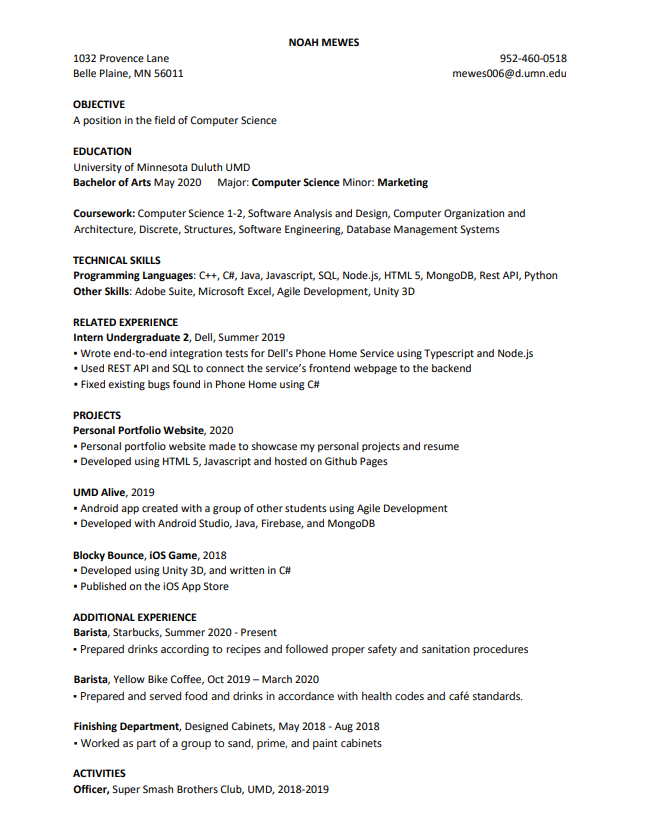 NOAH MEWES
1032 Provence Lane 952-460-0518
Belle Plaine, MN 56011 mewes006@d.umn.edu
OBJECTIVE
A position in the field of Computer Science
EDUCATION
University of Minnesota Duluth UMD
Bachelor of Arts May 2020 Major: Computer Science Minor: Marketing
Coursework: Computer Science 1-2, Software Analysis and Design, Computer Organization and
Architecture, Discrete, Structures, Software Engineering, Database Management Systems
TECHNICAL SKILLS
Programming Languages: C++, C#, Java, Javascript, SQL, Node.js, HTML 5, MongoDB, Rest API, Python
Other Skills: Adobe Suite, Microsoft Excel, Agile Development, Unity 3D
RELATED EXPERIENCE
Intern Undergraduate 2, Dell, Summer 2019
▪ Wrote end-to-end integration tests for Dell's Phone Home Service using Typescript and Node.js
▪ Used REST API and SQL to connect the service’s frontend webpage to the backend
▪ Fixed existing bugs found in Phone Home using C#
PROJECTS
Personal Portfolio Website, 2020
▪ Personal portfolio website made to showcase my personal projects and resume
▪ Developed using HTML 5, Javascript and hosted on Github Pages
UMD Alive, 2019
▪ Android app created with a group of other students using Agile Development
▪ Developed with Android Studio, Java, Firebase, and MongoDB
Blocky Bounce, iOS Game, 2018
▪ Developed using Unity 3D, and written in C#
▪ Published on the iOS App Store
ADDITIONAL EXPERIENCE
Barista, Starbucks, Summer 2020 - Present
▪ Prepared drinks according to recipes and followed proper safety and sanitation procedures
Barista, Yellow Bike Coffee, Oct 2019 – March 2020
▪ Prepared and served food and drinks in accordance with health codes and café standards.
Finishing Department, Designed Cabinets, May 2018 - Aug 2018
▪ Worked as part of a group to sand, prime, and paint cabinets
ACTIVITIES
Officer, Super Smash Brothers Club, UMD, 2018-2019